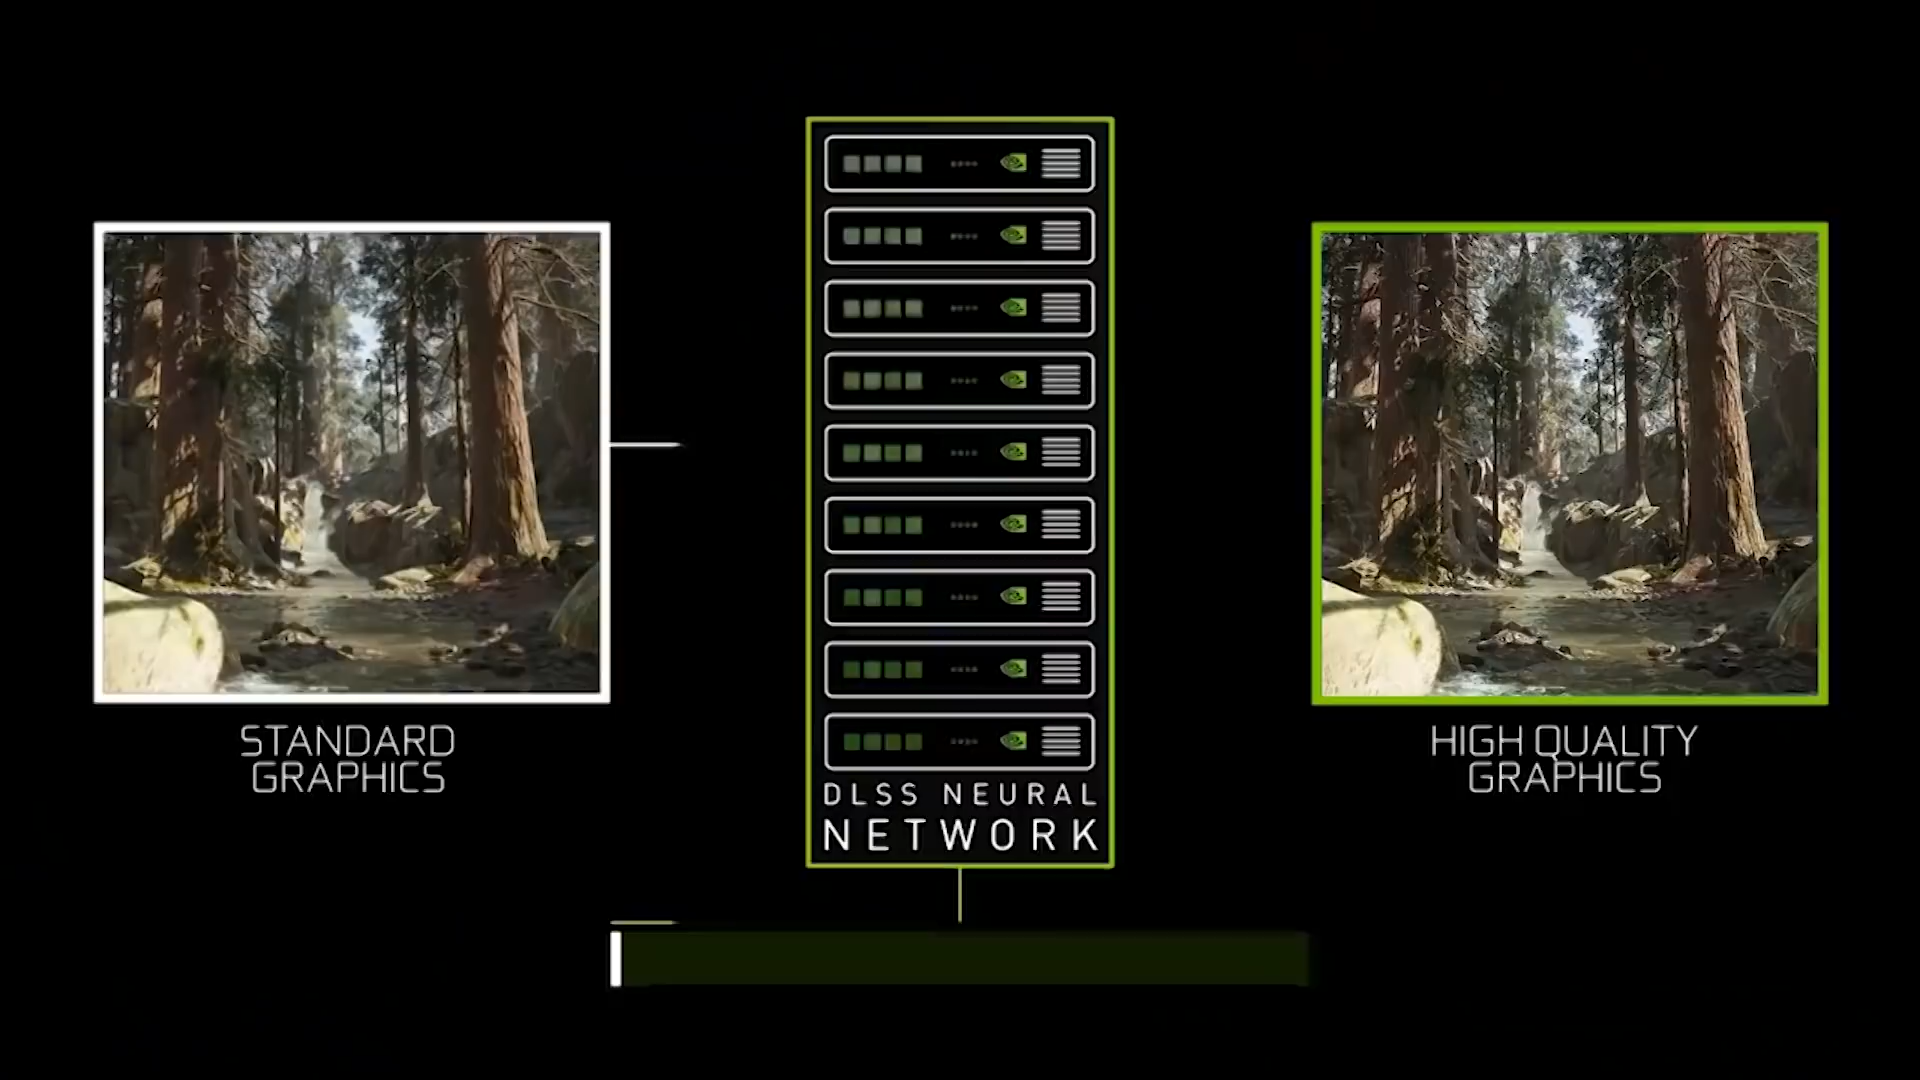 STANDARD
GRAPHICS
DLSS NEURAL
NETWORK
HIGH QUALITY
GRAPHICS